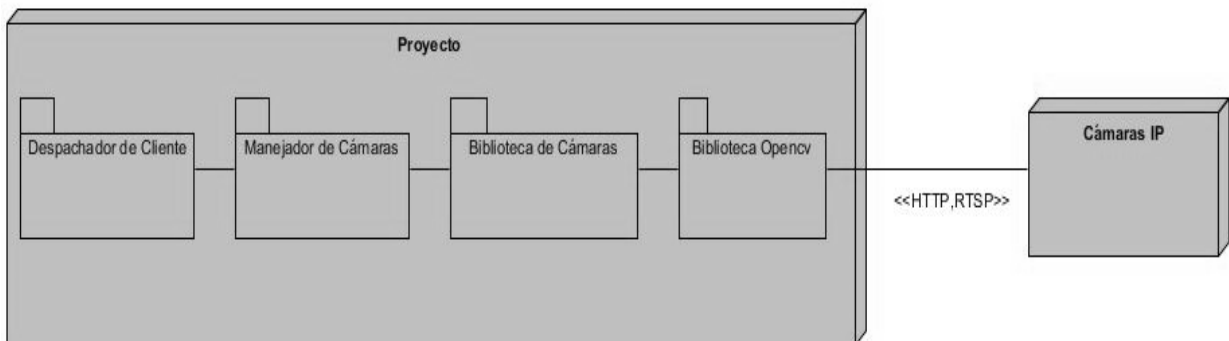 Proyecto
Despachador de Cliente
Manejador de Cámaras
Biblioteca de Cámaras
Biblioteca Opencv
Cámaras IP
<<HTTP,RTSP>>